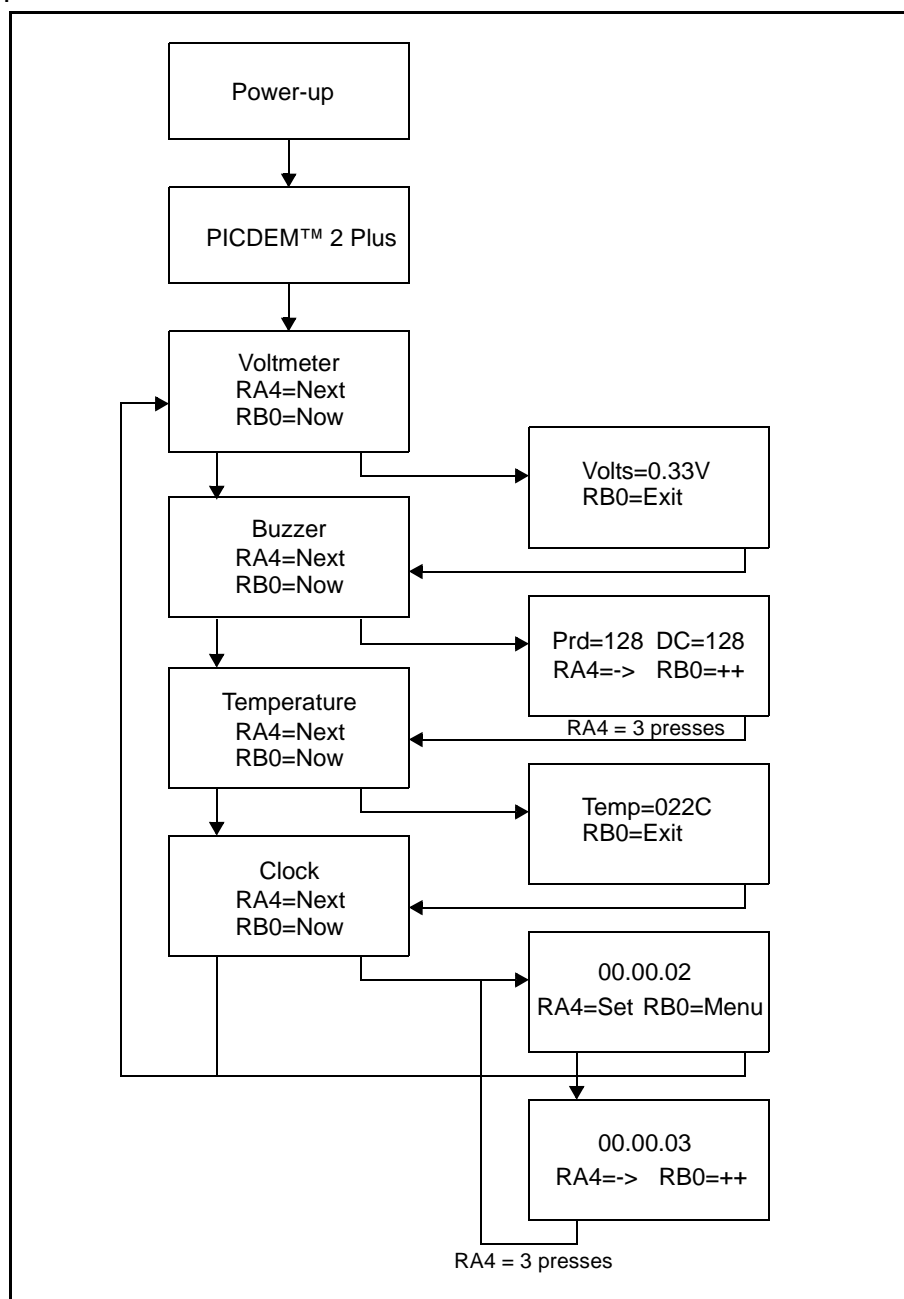 Power-up
PICDEM™ 2 Plus
Voltmeter
RA4=Next
RB0=Now
Volts=0.33V
RB0=Exit
Buzzer
RA4=Next
RB0=Now
Prd=128 DC=128
RA4=-> RB0=++
RA4 = 3 presses
Temperature
RA4=Next
RB0=Now
Temp=022C
RB0=Exit
Clock
RA4=Next
RB0=Now
00.00.02
RA4=Set RB0=Menu
00.00.03
RA4=-> RB0=++
RA4 = 3 presses